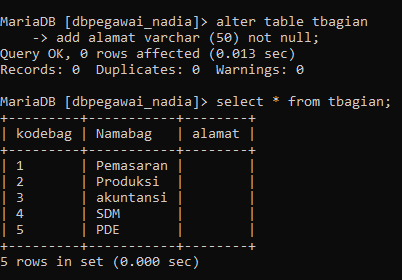 MariaDB [dbpegawai_nadia]> alter table tbagian
    -> add alamat varchar (50) not null;
Query OK, 0 rows affected (0.013 sec)
Records: 0  Duplicates: 0  Warnings: 0

MariaDB [dbpegawai_nadia]> select * from tbagian;
+---------+-----------+--------+
| kodebag | Namabag   | alamat |
+---------+-----------+--------+
| 1       | Pemasaran |        |
| 2       | Produksi  |        |
| 3       | akuntansi |        |
| 4       | SDM       |        |
| 5       | PDE       |        |
+---------+-----------+--------+
5 rows in set (0.000 sec)